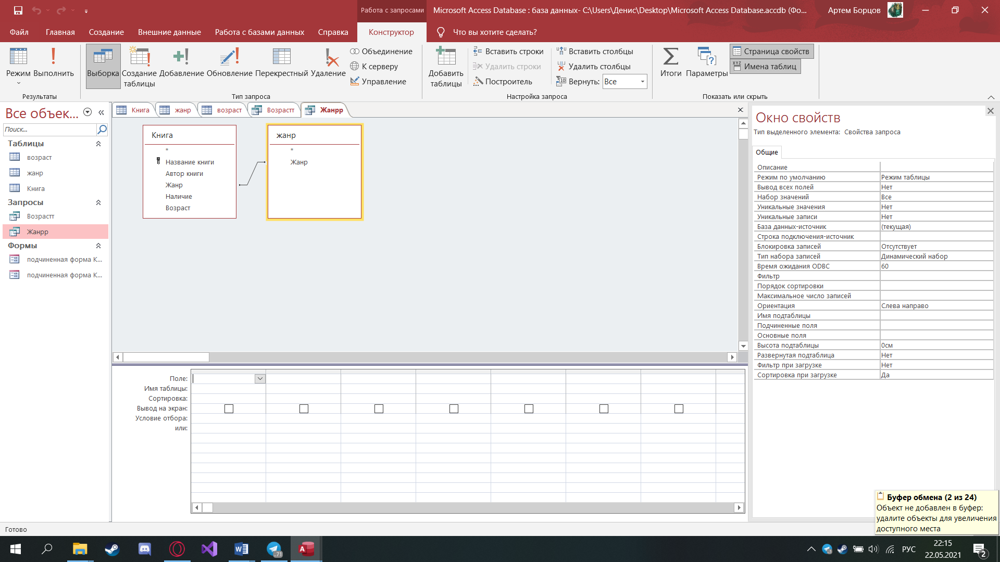 Работа с запросами
Microsoft Access Database : база данных- C:\Users\Денис\Desktop\Microsoft Access Database.accdb (Фо...
Артем Борцов
Файл
Главная
Создание
Внешние данные
Работа с базами данных
Справка
Конструктор
Что вы хотите сделать?
Режим
Выполнить
Результаты
Выборка
Создание таблицы
Добавление
Обновление
Перекрестный
Удаление
Объединение
К серверу
Управление
Тип запроса
Добавить таблицы
Вставить строки
Удалить строки
Построитель
Вставить столбцы
Удалить столбцы
Вернуть: Все
Настройка запроса
Итоги
Параметры
Страница свойств
XYZ Имена таблиц
Показать или скрыть
Все объек...
Поиск...
Таблицы
возраст
жанр
Книга
Запросы
Возрастт
Жанрр
Формы
подчиненная форма К...
подчиненная форма К...
Книга
жанр
возраст
Возрастт
Жанрр
Книга
*
Название книги
Автор книги
Жанр
Наличие
Возраст
жанр
*
Жанр
Поле:
Имя таблицы:
Сортировка:
Вывод на экран:
Условие отбора:
или:
Окно свойств
Тип выделенного элемента: Свойства запроса
Общие
Описание
Режим по умолчанию Режим таблицы
Вывод всех полей Нет
Набор значений Все
Уникальные значения Нет
Уникальные записи Нет
База данных-источник (текущая)
Строка подключения-источник
Блокировка записей Отсутствует
Тип набора записей Динамический набор
Время ожидания ODBC 60
Фильтр
Порядок сортировки
Максимальное число записей
Ориентация Слева направо
Имя подтаблицы
Подчиненные поля
Основные поля
Высота подтаблицы 0см
Развернутая подтаблица Нет
Фильтр при загрузке Нет
Сортировка при загрузке Да
Буфер обмена (2 из 24)
Объект не добавлен в буфер:
удалите объекты для увеличения
доступного места
Готово
71
РУС
22:15
22.05.2021
2